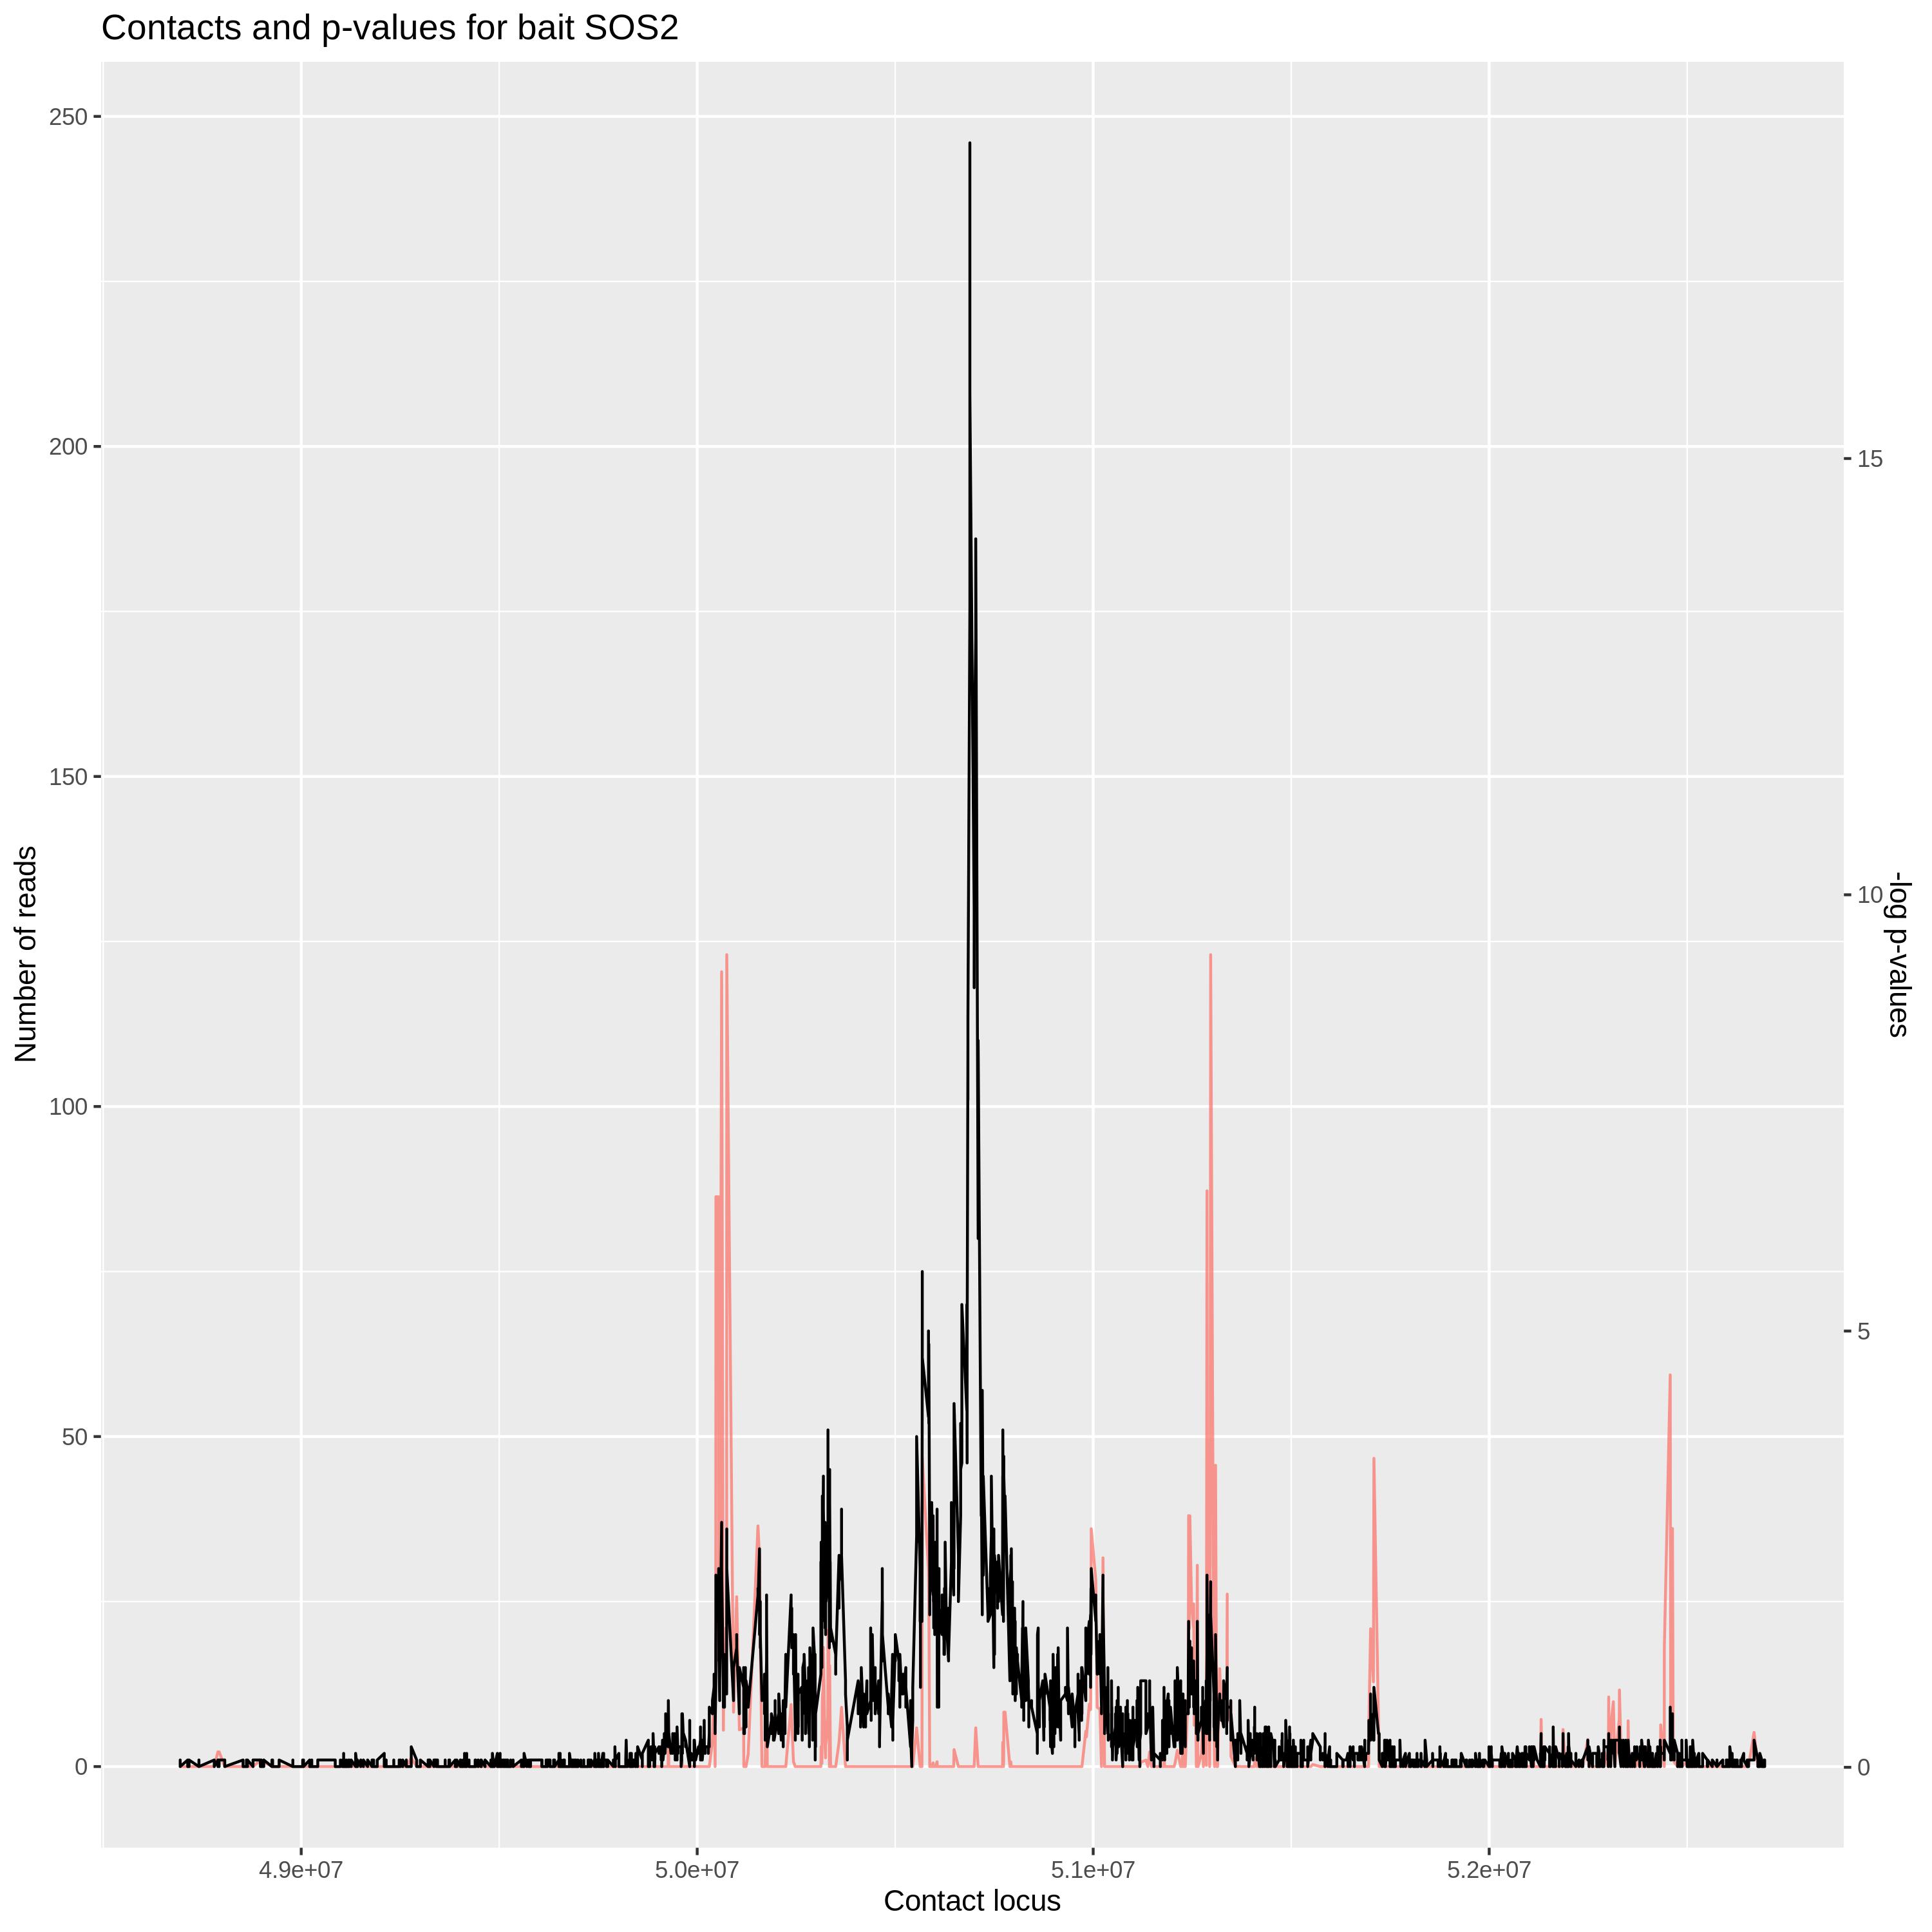 Contacts and p-values for bait SOS2
250
200
150
100
50
0
Number of reads
15
10
5
0
-log p-values
4.9e+07
5.0e+07
5.1e+07
5.2e+07
Contact locus